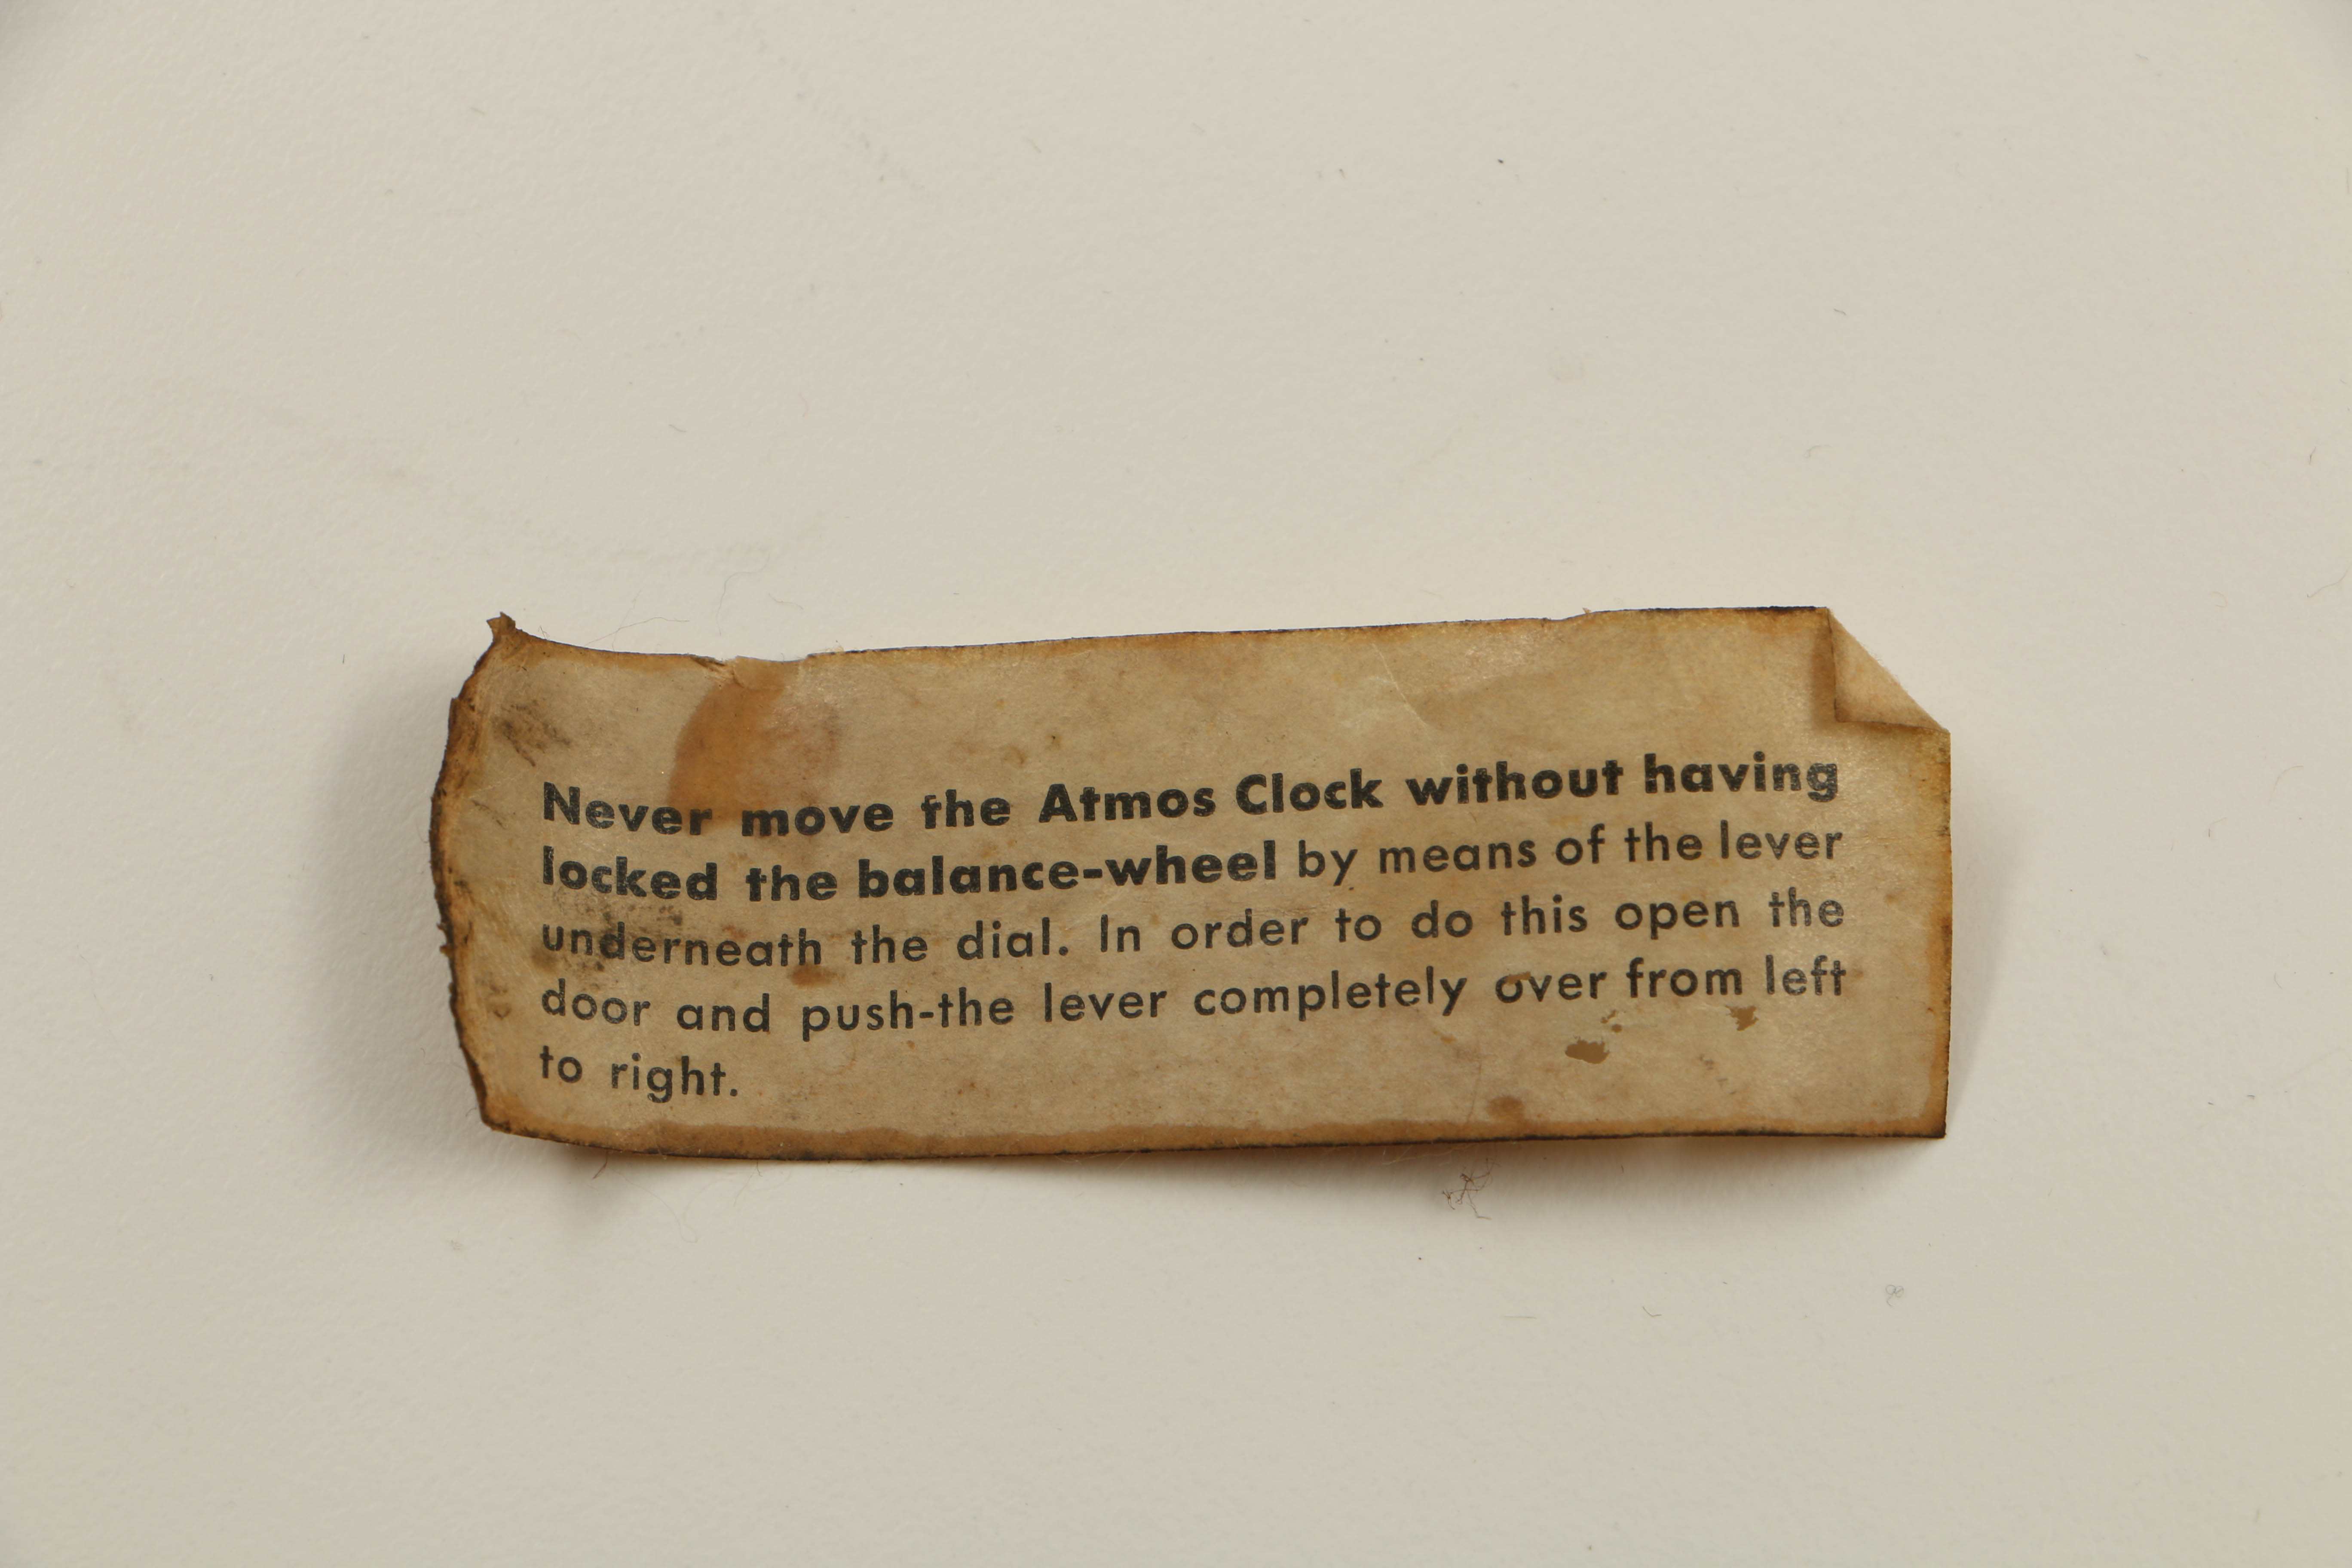 Never move the Atmos Clock without having
locked the balance-wheel by means of the lever
underneath the dial. In order to do this open the
door and push-the lever completely over from left
to right.